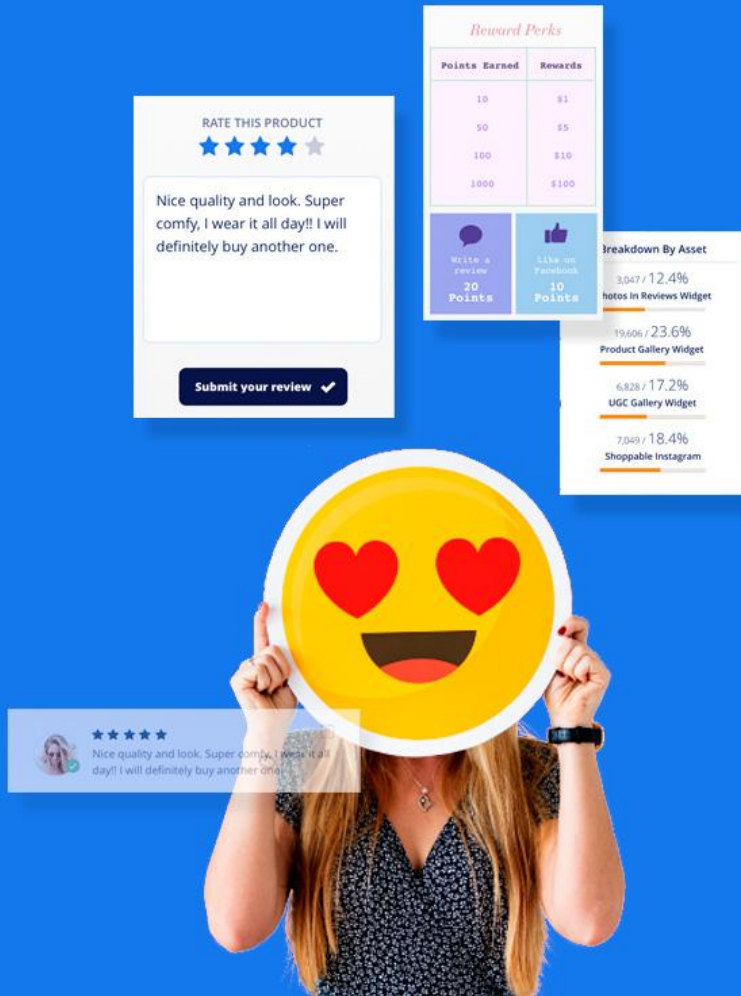 Reward Perks
Points Earned Rewards
10 $1
50 $5
100 $10
1000 $100
Write a
review
20
Points
Like on
Facebook
10
Points
RATE THIS PRODUCT
Nice quality and look. Super
comfy, I wear it all day!! I will
definitely buy another one.
Submit your review
Breakdown By Asset
3,047 / 12.4%
hotos In Reviews Widget
19,606 / 23.6%
Product Gallery Widget
6,828 / 17.2%
UGC Gallery Widget
7,049 / 18.4%
Shoppable Instagram
Nice quality and look. Super comfy, I wear it all
day!! I will definitely buy another one.